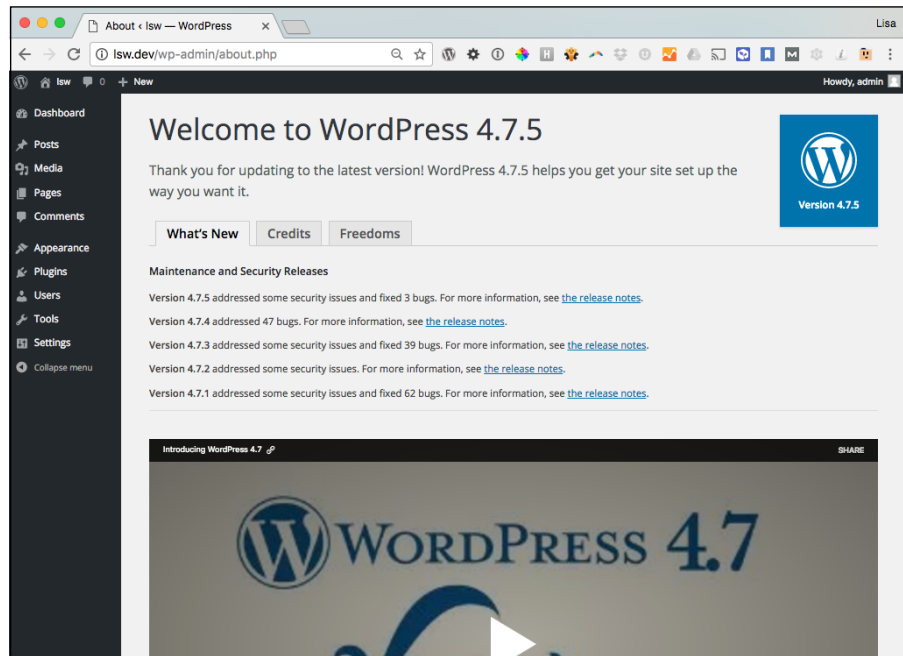 About ‹ lsw — WordPress
Lisa
lsw.dev/wp-admin/about.php
lsw 0 + New
Howdy, admin
Dashboard
Posts
Media
Pages
Comments
Appearance
Plugins
Users
Tools
Settings
Collapse menu
Welcome to WordPress 4.7.5
Thank you for updating to the latest version! WordPress 4.7.5 helps you get your site set up the
way you want it.
Version 4.7.5
What's New Credits Freedoms
Maintenance and Security Releases
Version 4.7.5 addressed some security issues and fixed 3 bugs. For more information, see the release notes.
Version 4.7.4 addressed 47 bugs. For more information, see the release notes.
Version 4.7.3 addressed some security issues and fixed 39 bugs. For more information, see the release notes.
Version 4.7.2 addressed some security issues. For more information, see the release notes.
Version 4.7.1 addressed some security issues and fixed 62 bugs. For more information, see the release notes.
Introducing WordPress 4.7
SHARE
WORDPRESS 4.7